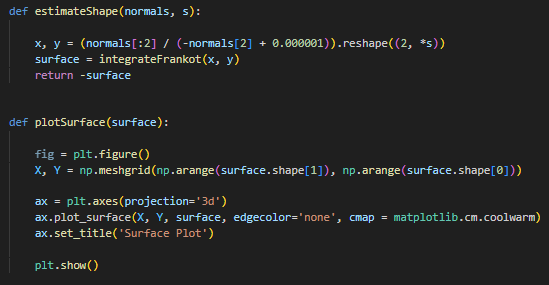 def estimateShape(normals, s):
x, y = (normals[:2] / (-normals[2] + 0.000001)).reshape((2, *s))
surface = integrateFrankot(x, y)
return -surface
def plotSurface(surface):
fig = plt.figure()
X, Y = np.meshgrid(np.arange(surface.shape[1]), np.arange(surface.shape[0]))
ax = plt.axes(projection='3d')
ax.plot_surface(X, Y, surface, edgecolor='none', cmap = matplotlib.cm.coolwarm)
ax.set_title('Surface Plot')
plt.show()